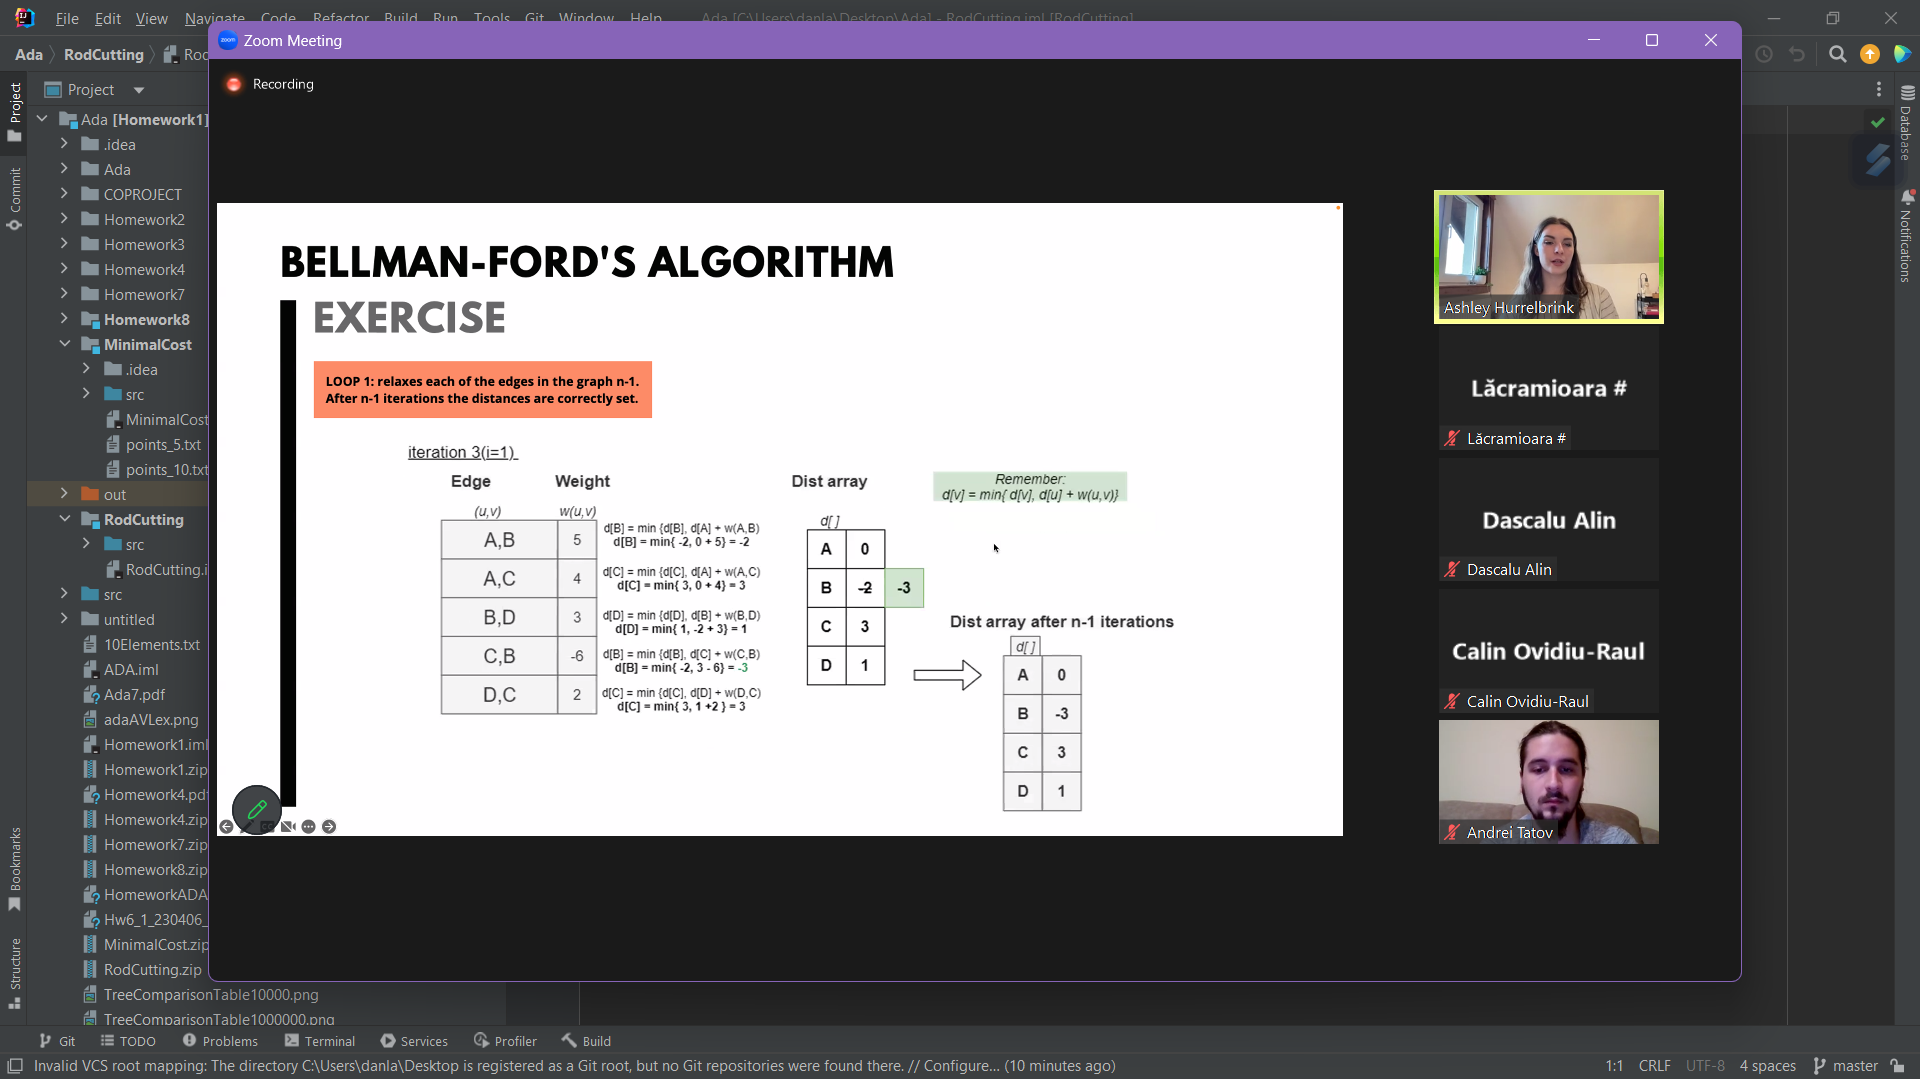 File Edit View Navigate Code Refactor Build Run Tools Git Window Help Ada [C:\Users\danla\Desktop\Ada] - RodCutting.iml [RodCutting]
Zoom Meeting
Ada RodCutting
Recording
Project
Ada [Homework1]
.idea
Ada
COPROJECT
Homework2
Homework3
Homework4
Homework7
Homework8
MinimalCost
.idea
src
MinimalCost
points_5.txt
points_10.txt
out
RodCutting
src
RodCutting.i
src
untitled
10Elements.txt
ADA.iml
Ada7.pdf
adaAVLex.png
Homework1.iml
Homework1.zip
Homework4.pdf
Homework4.zip
Homework7.zip
Homework8.zip
HomeworkADA
Hw6_1_230406_
MinimalCost.zip
RodCutting.zip
TreeComparisonTable10000.png
TreeComparisonTable1000000.png
Project
Commit
Bookmarks
Structure
BELLMAN-FORD'S ALGORITHM
EXERCISE
LOOP 1: relaxes each of the edges in the graph n-1.
After n-1 iterations the distances are correctly set.
iteration 3(i=1)
Edge Weight
(u,v) w(u,v)
A,B 5
d[B] = min {d[B], d[A] + w(A,B)
d[B] = min{ -2, 0 + 5} = -2
A,C 4
d[C] = min {d[C], d[A] + w(A,C)
d[C] = min{ 3, 0 + 4} = 3
B,D 3
d[D] = min {d[D], d[B] + w(B,D)
d[D] = min{ 1, -2 + 3} = 1
C,B -6
d[B] = min {d[B], d[C] + w(C,B)
d[B] = min{ -2, 3 - 6} = -3
D,C 2
d[C] = min {d[C], d[D] + w(D,C)
d[C] = min{ 3, 1 +2 } = 3
Dist array
d[ ]
A 0
B -2 -3
C 3
D 1
Remember:
d[v] = min{ d[v], d[u] + w(u,v)}
Dist array after n-1 iterations
d[ ]
A 0
B -3
C 3
D 1
Ashley Hurrelbrink
Lăcramioara #
Lăcramioara #
Dascalu Alin
Dascalu Alin
Calin Ovidiu-Raul
Calin Ovidiu-Raul
Andrei Tatov
Database
Notifications
Git TODO Problems Terminal Services Profiler Build
Invalid VCS root mapping: The directory C:\Users\danla\Desktop is registered as a Git root, but no Git repositories were found there. // Configure... (10 minutes ago) 1:1 CRLF UTF-8 4 spaces master